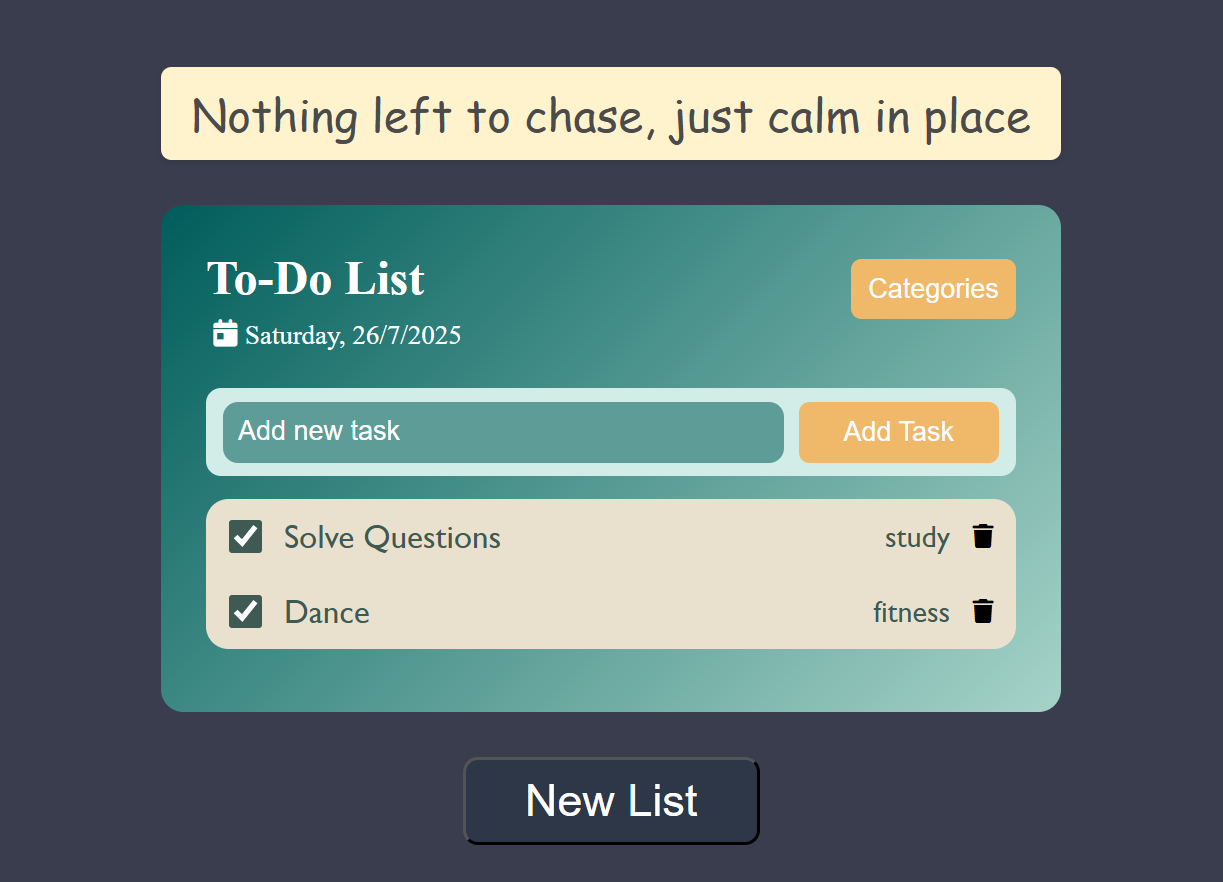 Nothing left to chase, just calm in place
To-Do List
Categories
Saturday, 26/7/2025
Add new task
Add Task
Solve Questions study
Dance fitness
New List